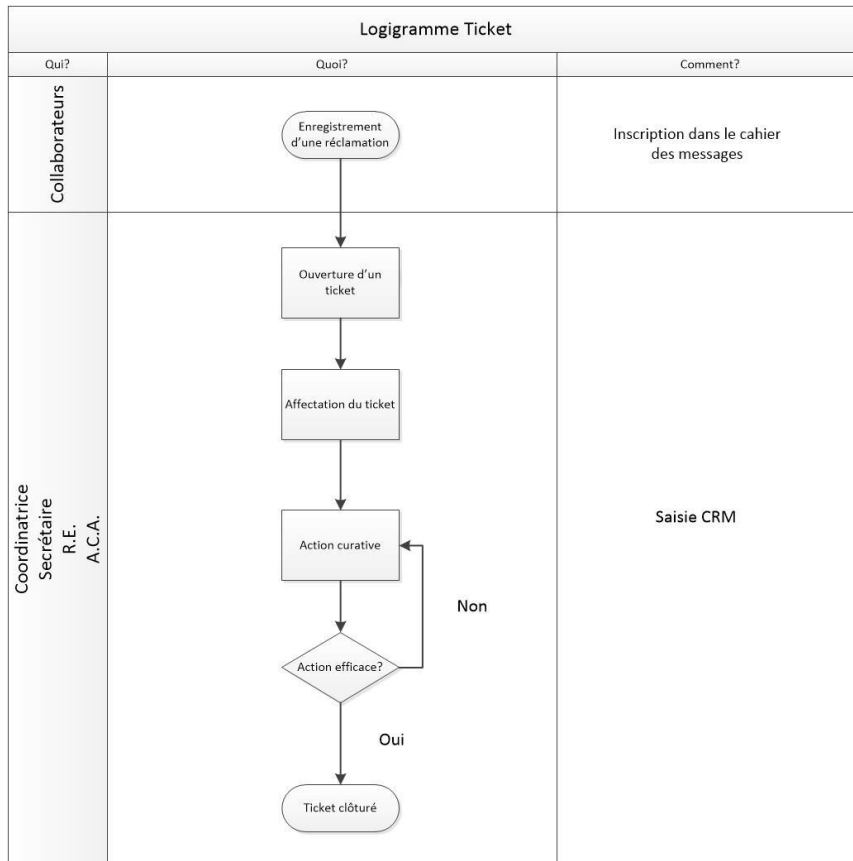 Logigramme Ticket
Qui?
Quoi?
Comment?
Collaborateurs
Enregistrement
d'une réclamation
Inscription dans le cahier
des messages
Coordinatrice
Secrétaire
R.E.
A.C.A.
Ouverture d'un
ticket
Affectation du ticket
Action curative
Saisie CRM
Non
Action efficace?
Oui
Ticket clôturé